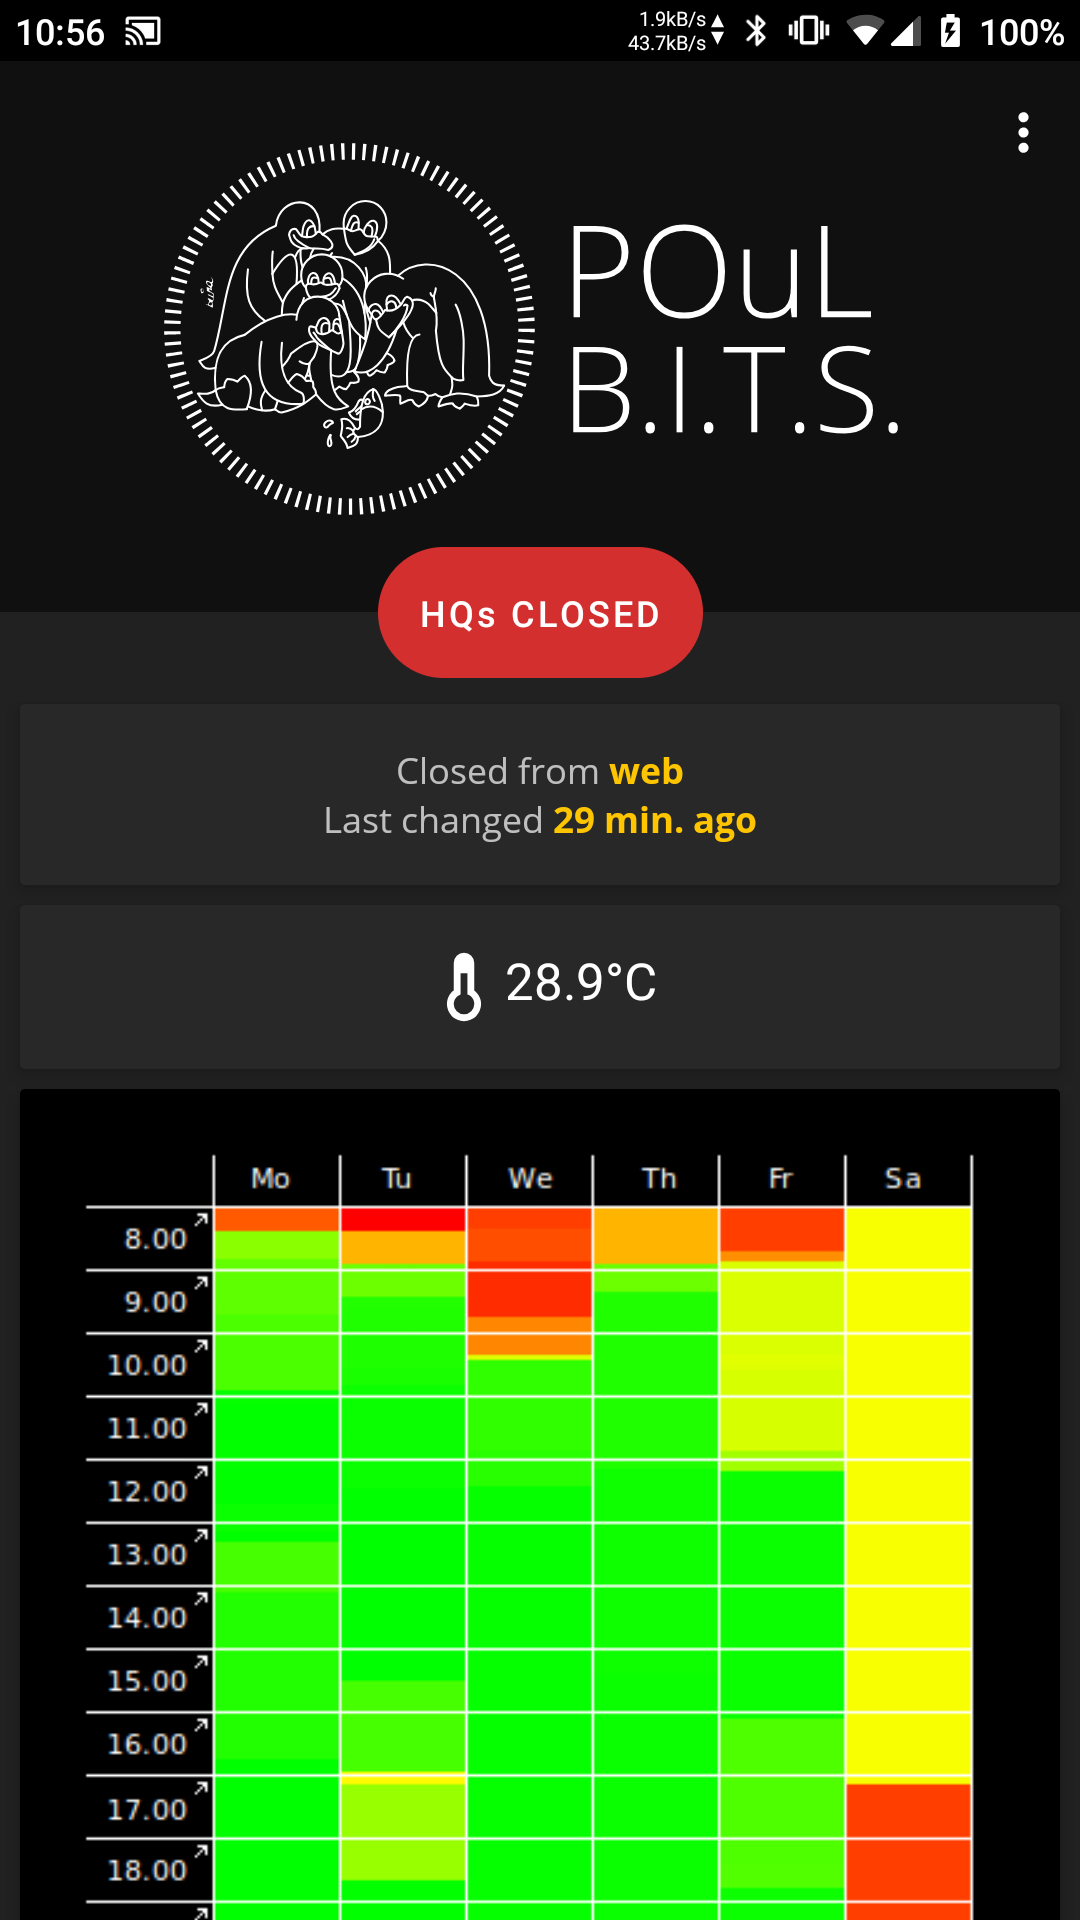 10:56 1.9kB/s 100%
43.7kB/s
POuL
B.I.T.S.
HQs CLOSED
Closed from web
Last changed 29 min. ago
28.9°C
Mo Tu We Th Fr Sa
8.00
9.00
10.00
11.00
12.00
13.00
14.00
15.00
16.00
17.00
18.00